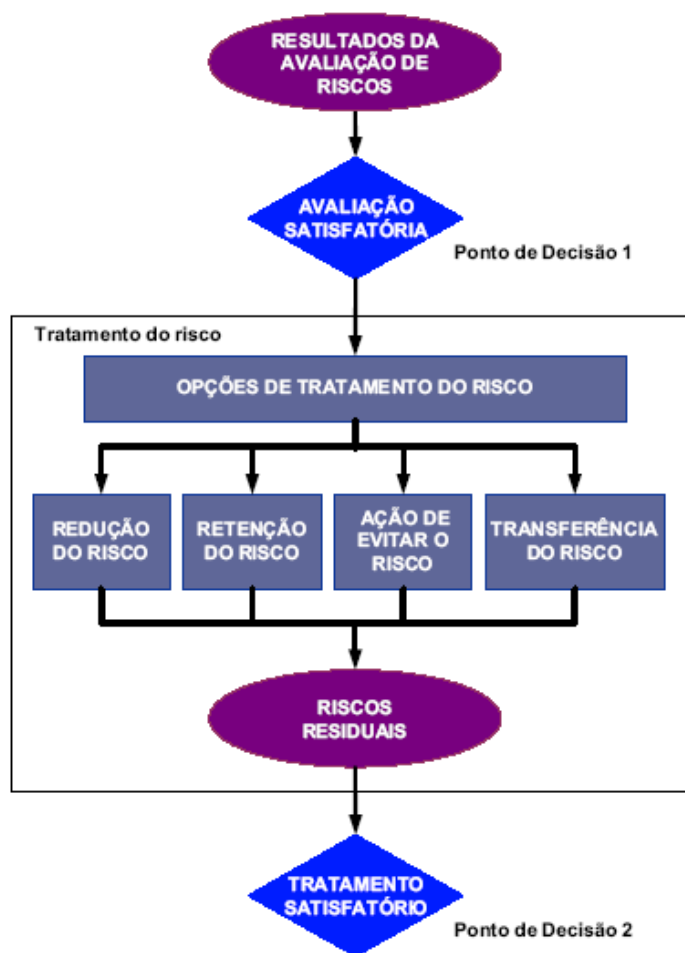 RESULTADOS DA
AVALIAÇÃO DE
RISCOS
AVALIAÇÃO
SATISFATÓRIA
Ponto de Decisão 1
Tratamento do risco
OPÇÕES DE TRATAMENTO DO RISCO
REDUÇÃO
DO RISCO
RETENÇÃO
DO RISCO
AÇÃO DE
EVITAR O
RISCO
TRANSFERÊNCIA
DO RISCO
RISCOS
RESIDUAIS
TRATAMENTO
SATISFATÓRIO
Ponto de Decisão 2